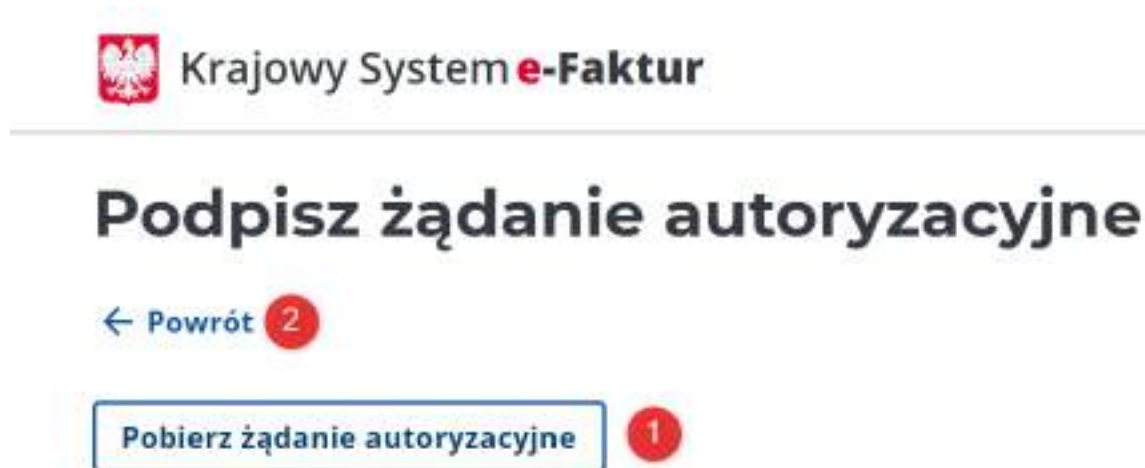 Krajowy System e-Faktur
Podpisz żądanie autoryzacyjne
← Powrót 2
Pobierz żądanie autoryzacyjne 1